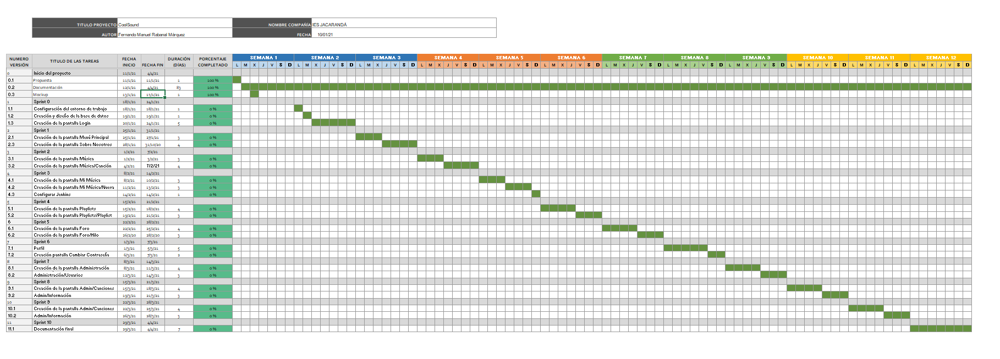 TITULO PROYECTO CoolSound NOMBRE COMPAÑÍA IES JACARANDÁ
AUTOR Fernando Manuel Rabanal Márquez FECHA 10/01/21
NUMERO VERSIÓN TITULO DE LAS TAREAS FECHA INICIO FECHA FIN DURACIÓN (DÍAS) PORCENTAJE COMPLETADO SEMANA 1 SEMANA 2 SEMANA 3 SEMANA 4 SEMANA 5 SEMANA 6 SEMANA 7 SEMANA 8 SEMANA 9 SEMANA 10 SEMANA 11 SEMANA 12
L M X J V S D L M X J V S D L M X J V S D L M X J V S D L M X J V S D L M X J V S D L M X J V S D L M X J V S D L M X J V S D L M X J V S D L M X J V S D L M X J V S D
0 Inicio del proyecto 11/1/21 4/4/21
0.1 Propuesta 11/1/21 11/1/21 1 100 %
0.2 Documentación 12/1/21 4/4/21 83 100 %
0.3 Mockup 13/1/21 13/1/21 1 100 %
1 Sprint 0 18/1/21 24/1/21
1.1 Configuración del entorno de trabajo 18/1/21 18/1/21 1 0 %
1.2 Creación y diseño de la base de datos 19/1/21 19/1/21 1 0 %
1.3 Creación de la pantalla Login 20/1/21 24/1/21 5 0 %
2 Sprint 1 25/1/21 31/1/21
2.1 Creación de la pantalla Menú Principal 25/1/21 27/1/21 3 0 %
2.3 Creación de la pantalla Sobre Nosotros 28/1/21 31/10/20 4 0 %
3 Sprint 2 1/2/21 7/2/21
3.1 Creación de la pantalla Música 1/2/21 3/2/21 3 0 %
3.2 Creación de la pantalla Música/Canción 4/2/21 7/2/21 4 0 %
4 Sprint 3 8/2/21 14/2/21
4.1 Creación de la pantalla Mi Música 8/2/21 10/2/21 3 0 %
4.2 Creación de la pantalla Mi Música/Nueva 11/2/21 13/2/21 3 0 %
4.3 Configurar Jenkins 14/2/21 14/2/21 1 0 %
5 Sprint 4 15/2/21 21/2/21
5.1 Creación de la pantalla Playlists 15/2/21 18/2/21 4 0 %
5.2 Creación de la pantalla Playlists/Playlist 19/2/21 21/2/21 3 0 %
6 Sprint 5 22/2/21 28/2/21
6.1 Creación de la pantalla Foro 22/2/21 25/2/21 4 0 %
6.2 Creación de la pantalla Foro/Hilo 26/2/20 28/2/20 3 0 %
7 Sprint 6 1/3/21 7/3/21
7.1 Perfil 1/3/21 5/3/21 5 0 %
7.2 Creación pantalla Cambiar Contraseña 6/3/21 7/3/21 2 0 %
8 Sprint 7 8/3/21 14/3/21
8.1 Creación de la pantalla Administración 8/3/21 11/3/21 4 0 %
8.2 Administración/Usuarios 12/3/21 14/3/21 3 0 %
9 Sprint 8 15/3/21 21/3/21
9.1 Creación de la pantalla Admin/Canciones 15/3/21 18/3/21 4 0 %
9.2 Admin/Información 19/3/21 21/3/21 3 0 %
10 Sprint 9 22/3/21 28/3/21
10.1 Creación de la pantalla Admin/Canciones 22/3/21 25/3/21 4 0 %
10.2 Admin/Información 26/3/21 28/3/21 3 0 %
11 Sprint 10 29/3/21 4/4/21
11.1 Documentación final 29/3/21 4/4/21 7 0 %